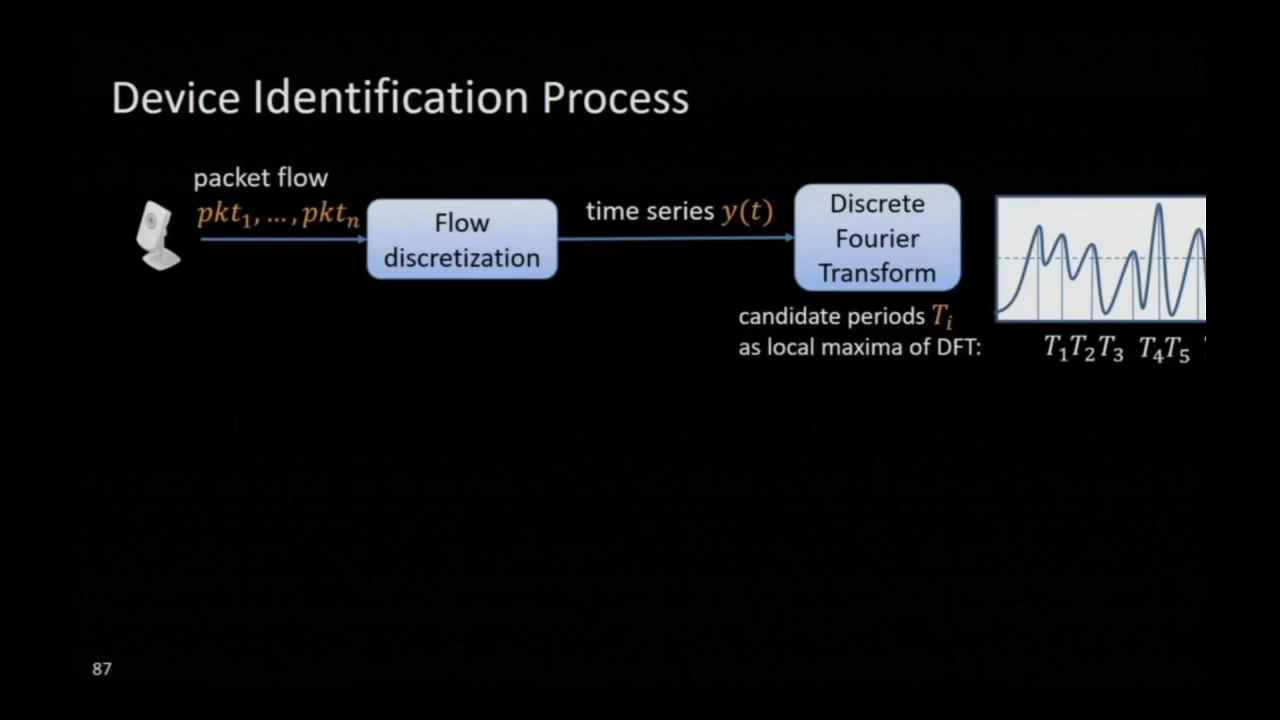 Device Identification Process
packet flow
pkt₁, …, pktₙ
Flow
discretization
time series y(t)
Discrete
Fourier
Transform
candidate periods Tᵢ
as local maxima of DFT:
T₁T₂T₃ T₄T₅
87